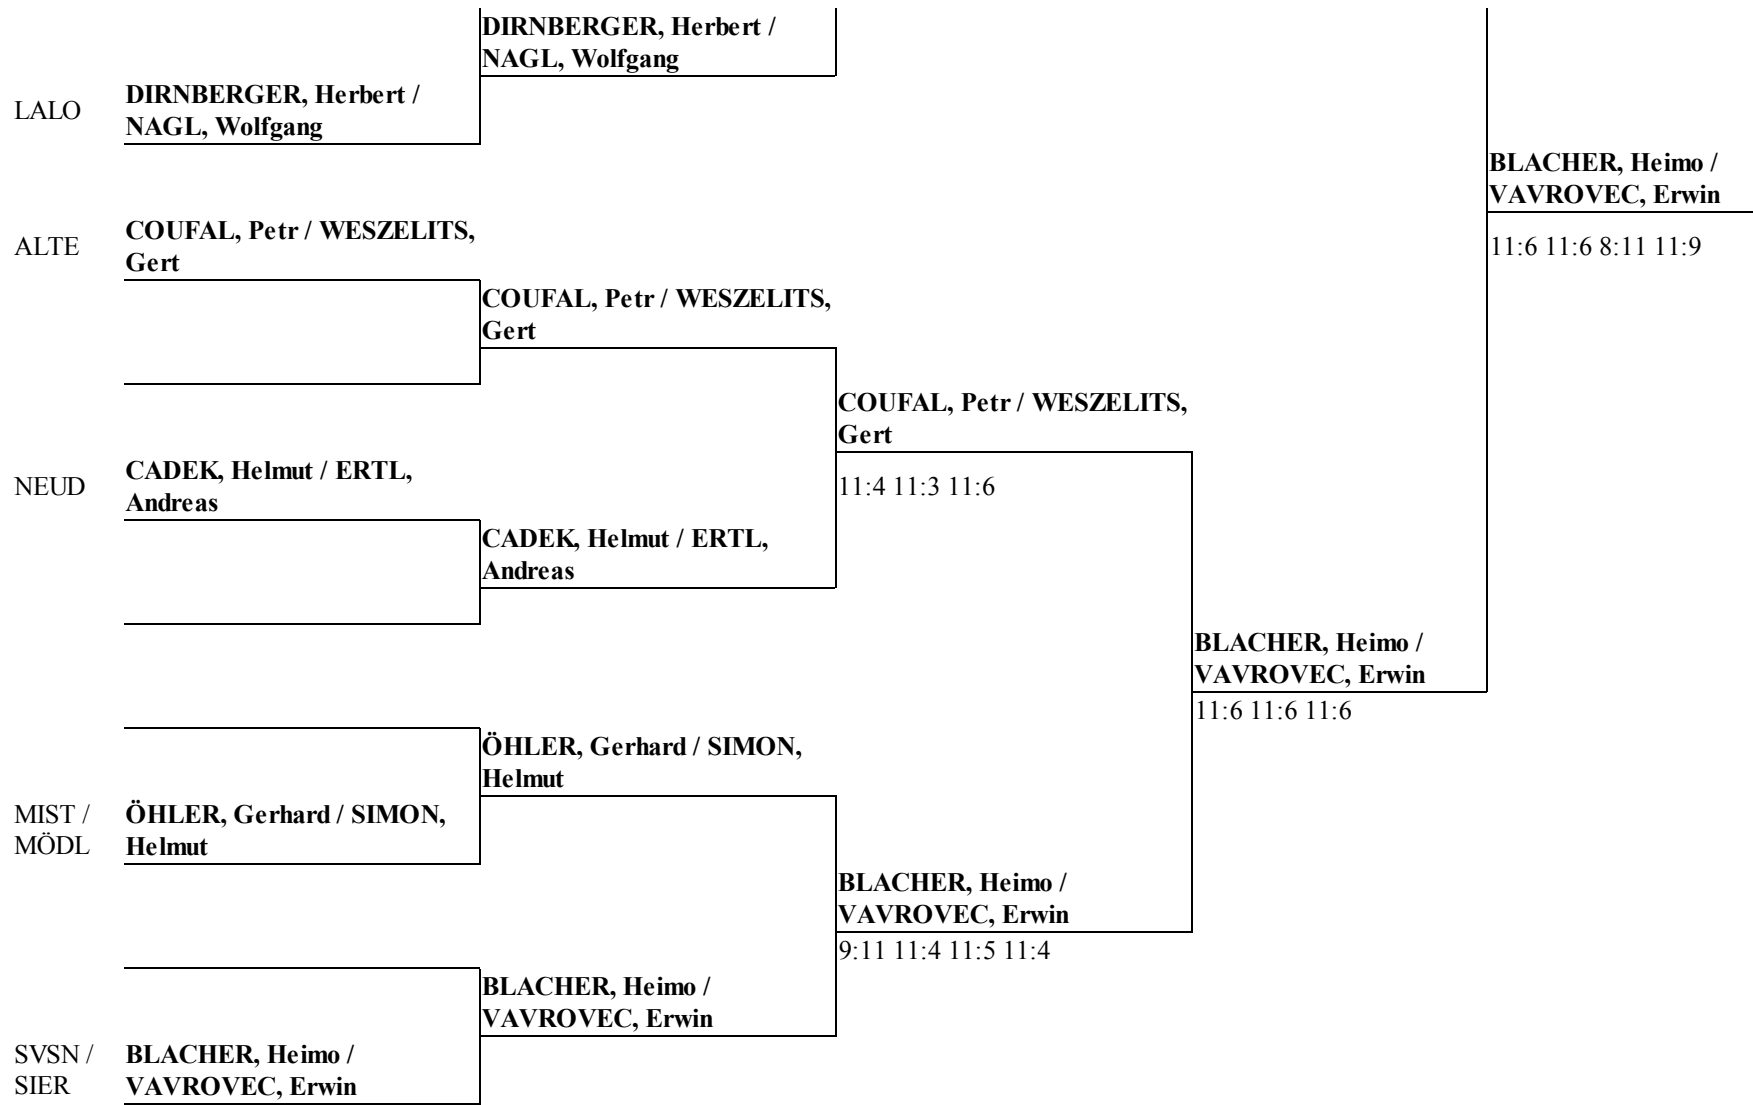 DIRNBERGER, Herbert /
NAGL, Wolfgang
LALO
DIRNBERGER, Herbert /
NAGL, Wolfgang
BLACHER, Heimo /
VAVROVEC, Erwin
11:6 11:6 8:11 11:9
ALTE
COUFAL, Petr / WESZELITS,
Gert
COUFAL, Petr / WESZELITS,
Gert
COUFAL, Petr / WESZELITS,
Gert
11:4 11:3 11:6
NEUD
CADEK, Helmut / ERTL,
Andreas
CADEK, Helmut / ERTL,
Andreas
BLACHER, Heimo /
VAVROVEC, Erwin
11:6 11:6 11:6
ÖHLER, Gerhard / SIMON,
Helmut
MIST /
MÖDL
ÖHLER, Gerhard / SIMON,
Helmut
BLACHER, Heimo /
VAVROVEC, Erwin
9:11 11:4 11:5 11:4
BLACHER, Heimo /
VAVROVEC, Erwin
SVSN /
SIER
BLACHER, Heimo /
VAVROVEC, Erwin